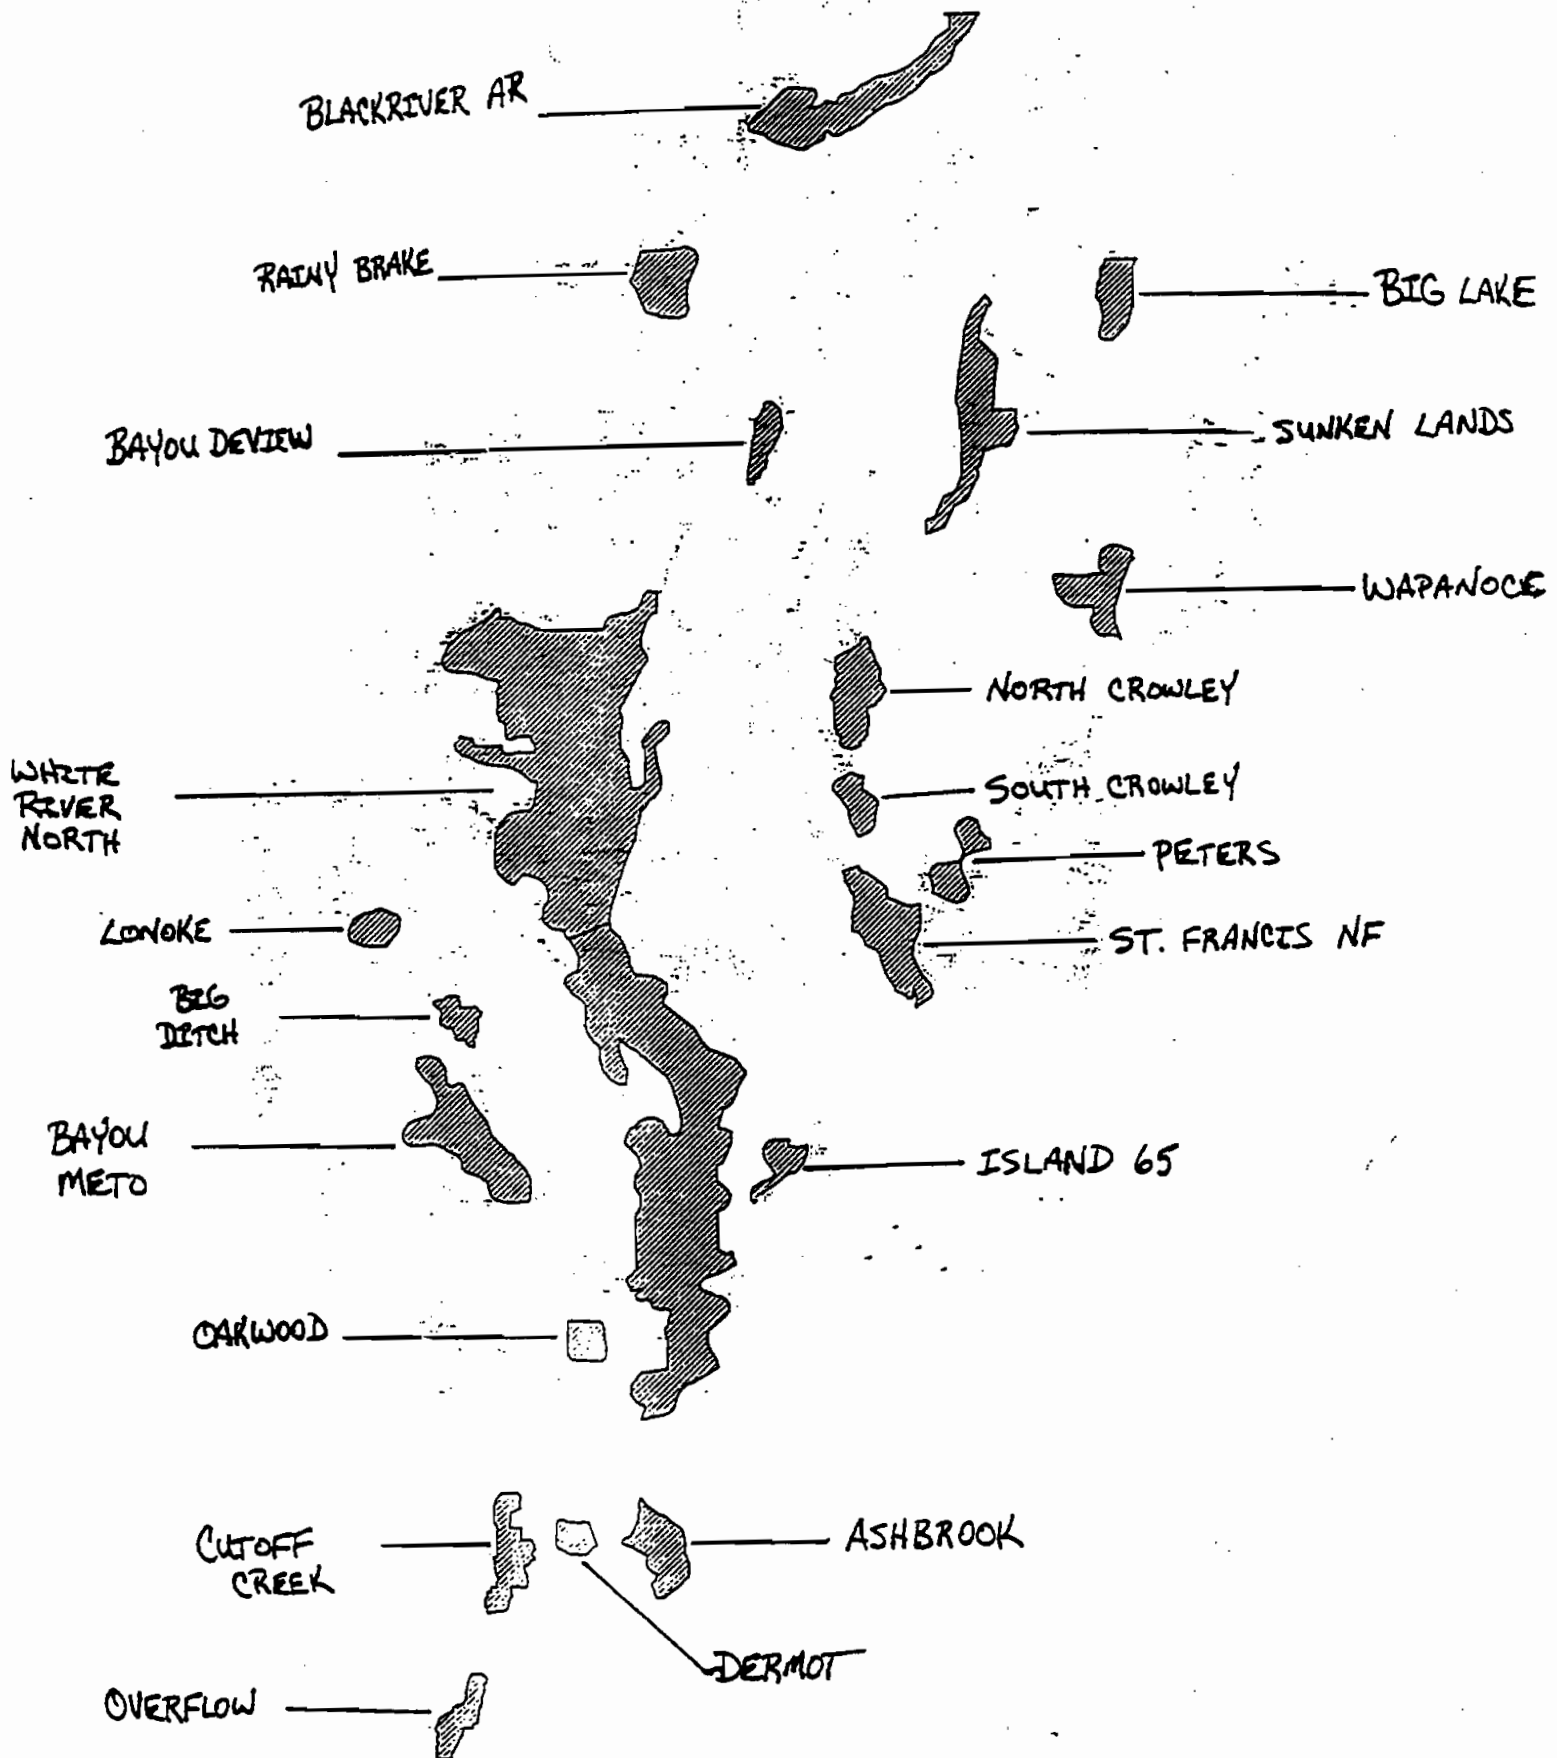 BLACKRIVER AR
RAINY BRAKE
BIG LAKE
BAYOU DEVIEW
SUNKEN LANDS
WAPANOCE
NORTH CROWLEY
WHITE
RIVER
NORTH
SOUTH CROWLEY
PETERS
LONOKE
ST. FRANCIS NF
BIG
DITCH
BAYOU
METO
ISLAND 65
OAKWOOD
CUTOFF
CREEK
ASHBROOK
DERMOT
OVERFLOW